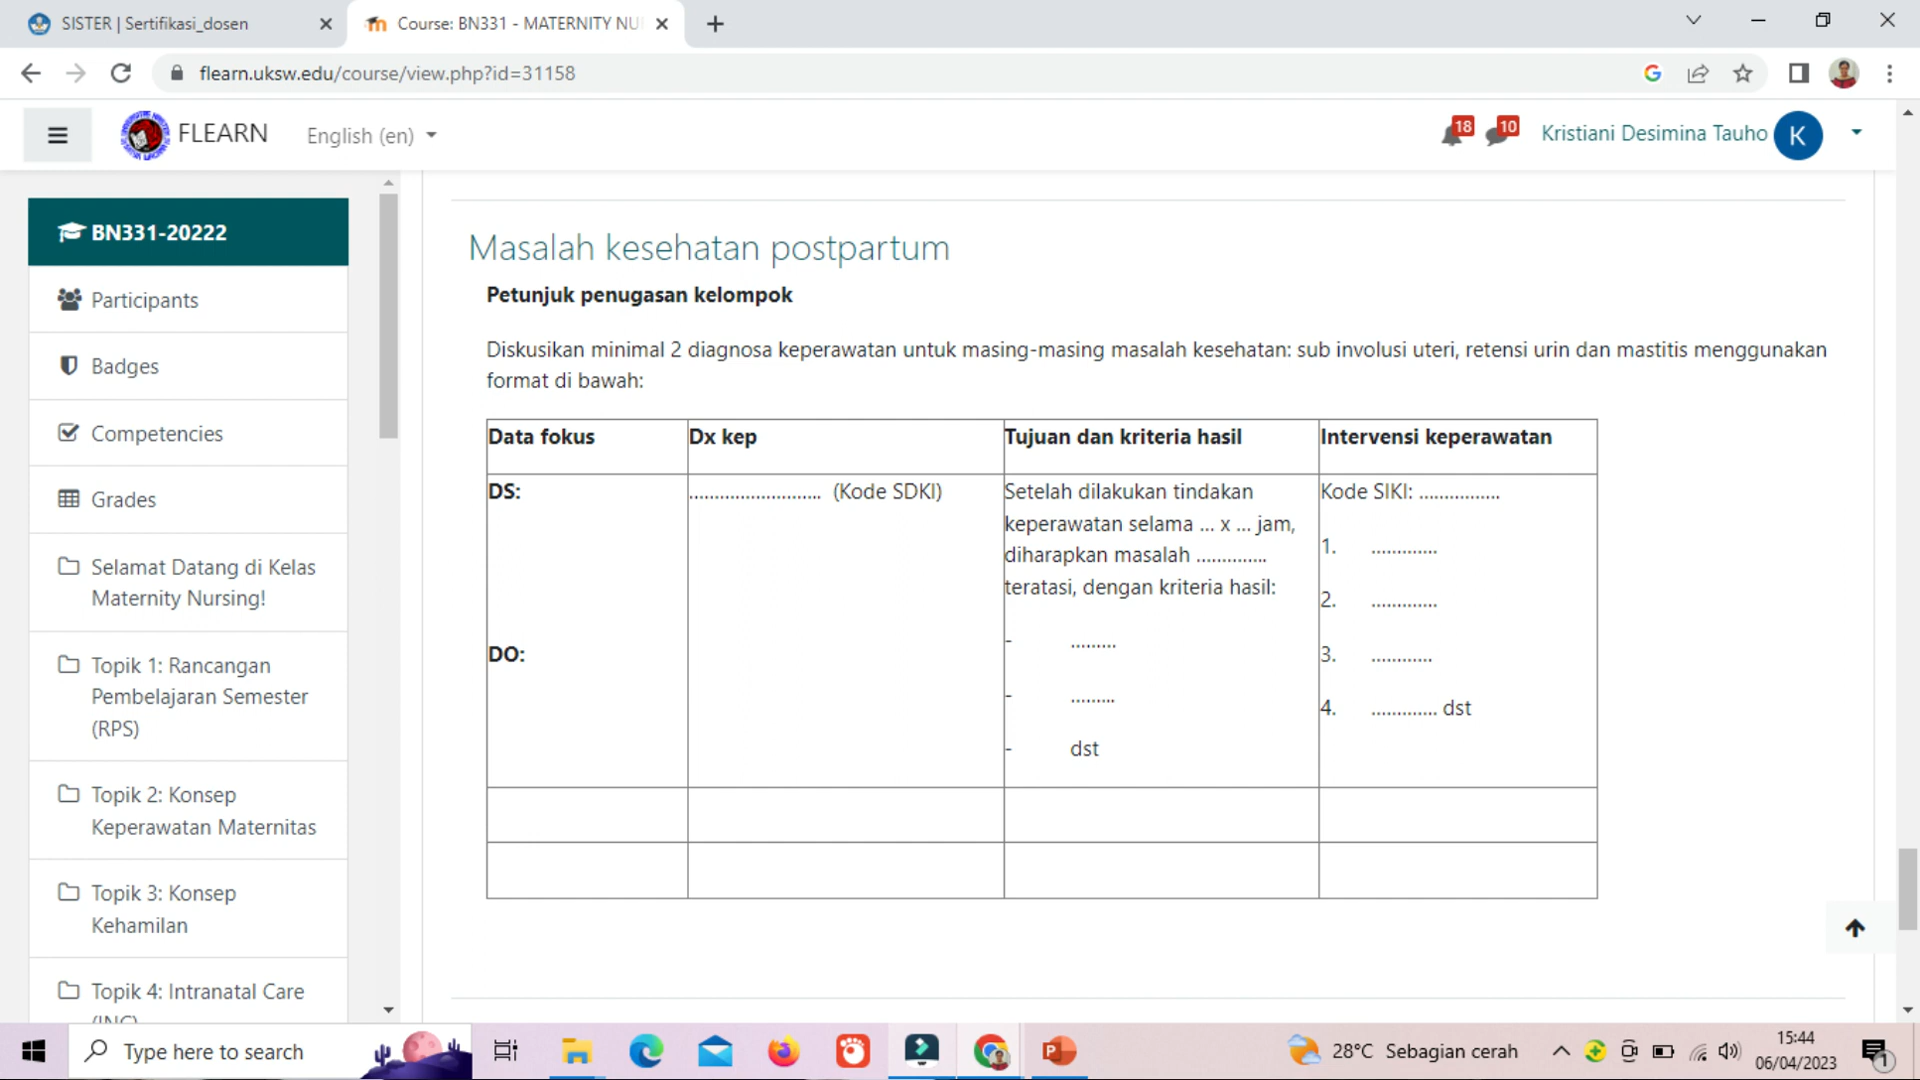 SISTER | Sertifikasi_dosen
Course: BN331 - MATERNITY NU
flearn.uksw.edu/course/view.php?id=31158
FLEARN
English (en)
18
10
Kristiani Desimina Tauho
K
BN331-20222
Participants
Badges
Competencies
Grades
Selamat Datang di Kelas
Maternity Nursing!
Topik 1: Rancangan
Pembelajaran Semester
(RPS)
Topik 2: Konsep
Keperawatan Maternitas
Topik 3: Konsep
Kehamilan
Topik 4: Intranatal Care
(INC)
Masalah kesehatan postpartum
Petunjuk penugasan kelompok
Diskusikan minimal 2 diagnosa keperawatan untuk masing-masing masalah kesehatan: sub involusi uteri, retensi urin dan mastitis menggunakan
format di bawah:
Data fokus
Dx kep
Tujuan dan kriteria hasil
Intervensi keperawatan
DS:
DO:
.......................... (Kode SDKI)
Setelah dilakukan tindakan
keperawatan selama ... x ... jam,
diharapkan masalah ..............
teratasi, dengan kriteria hasil:
- .........
- .........
- dst
Kode SIKI: ................
1. .............
2. .............
3. ............
4. ............. dst
Type here to search
28°C Sebagian cerah
15:44
06/04/2023
1